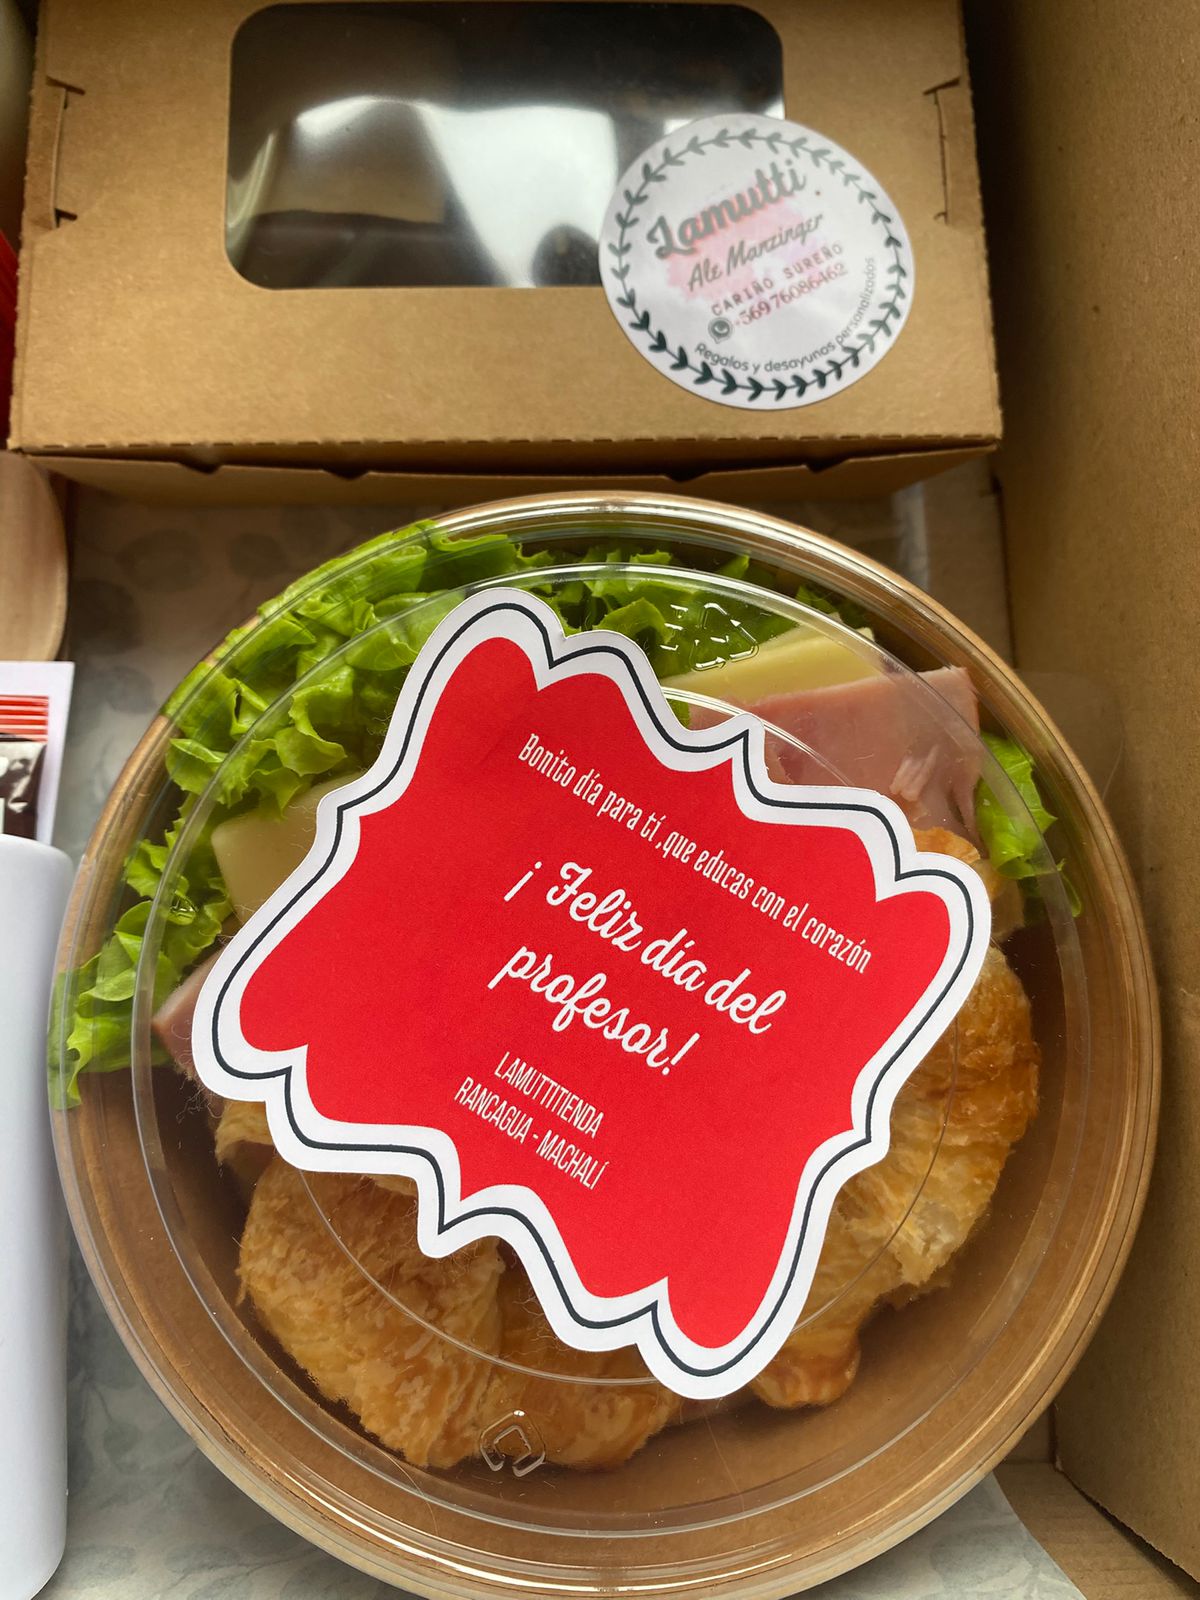 Lamutti
Ale Manzinger
CARIÑO SUREÑO
+56976086462
Regalos y desayunos personalizados
Bonito día para tí ,que educas con el corazón
¡ Feliz día del
profesor!
LAMUTTITIENDA
RANCAGUA - MACHALÍ